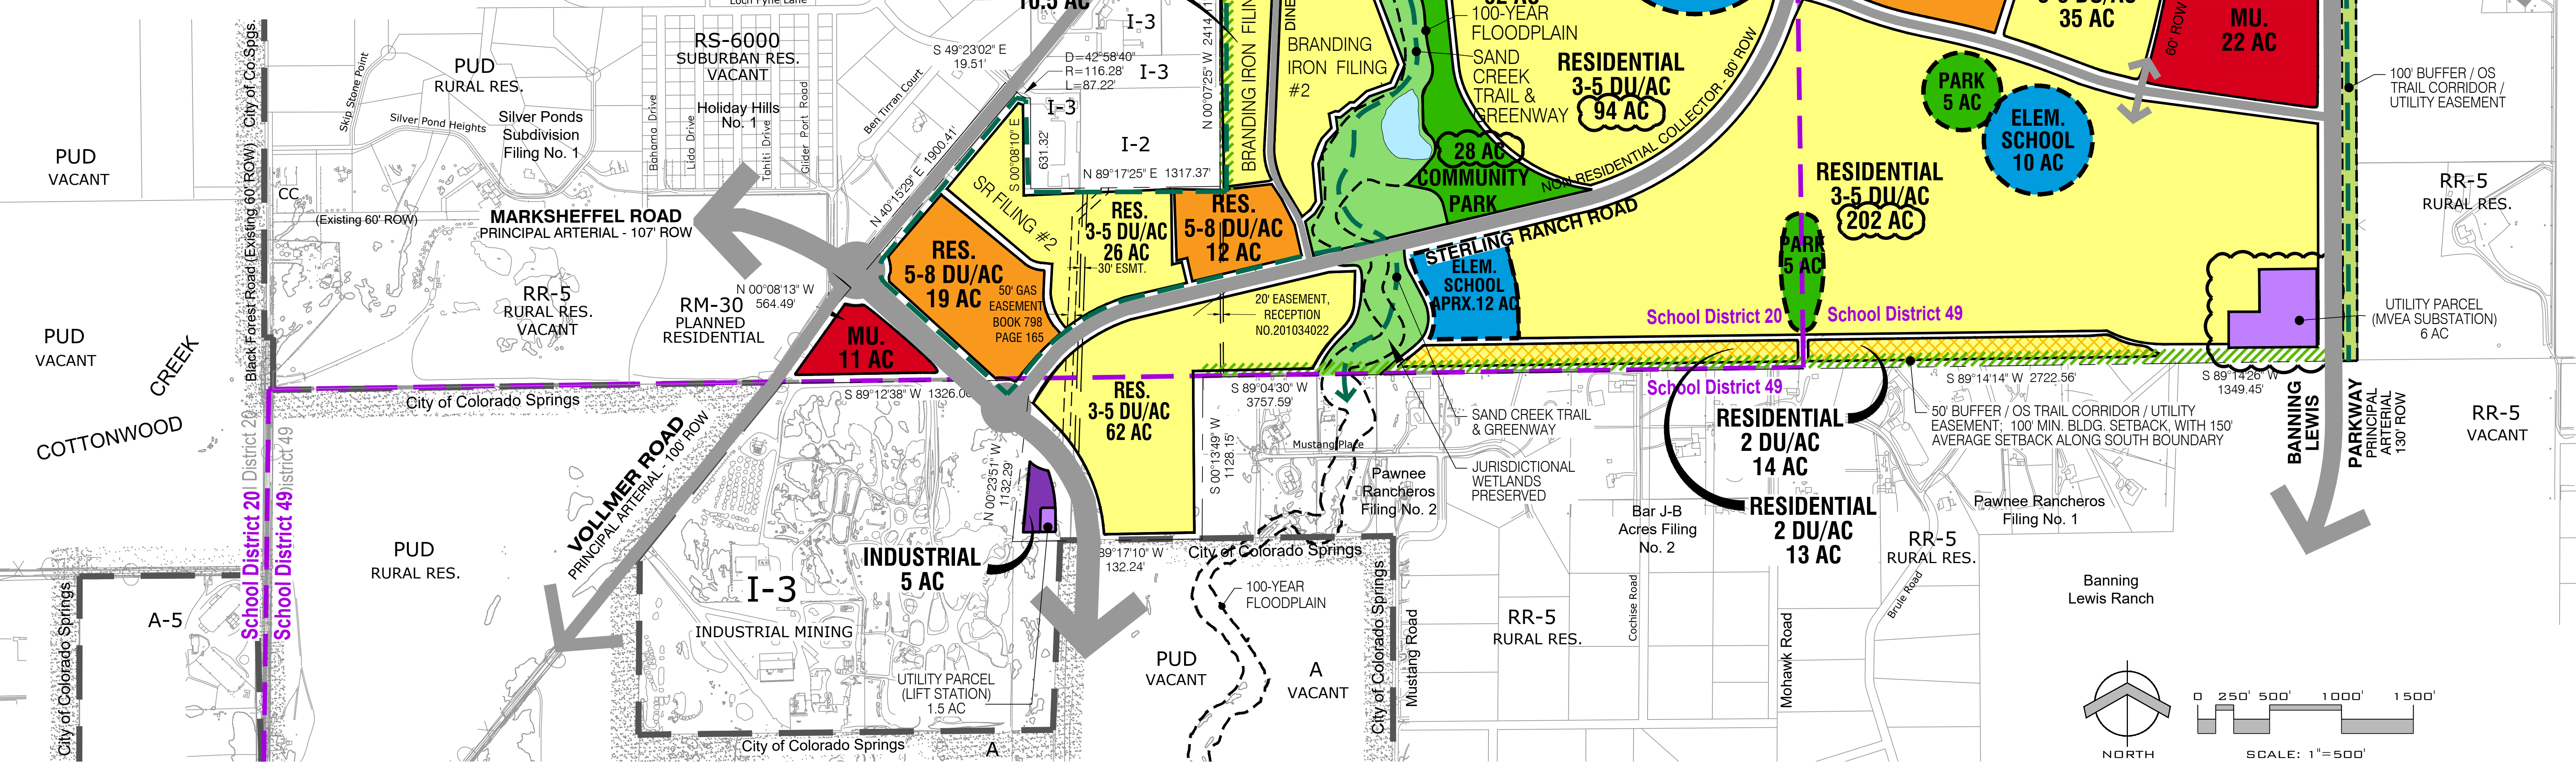 Loch Fyne Lane
10.5 AC
I-3
I-3
I-3
I-2
City of Co.Spgs.
Skip Stone Point
PUD
RURAL RES.
Silver Pond Heights
Silver Ponds
Subdivision
Filing No. 1
RS-6000
SUBURBAN RES.
VACANT
Holiday Hills
No. 1
Bahama Drive
Lido Drive
Tahiti Drive
Glider Port Road
Ben Tirran Court
S 49°23'02" E
19.51'
D=42°58'40"
R=116.28'
L=87.22'
N 40°15'29" E 1900.41'
S 00°08'10" E
631.32'
N 89°17'25" E 1317.37'
N 00°07'25" W 2414.11'
BRANDING IRON FILIN
BRANDING
IRON FILING
#2
100-YEAR
FLOODPLAIN
SAND
CREEK
TRAIL &
GREENWAY
RESIDENTIAL
3-5 DU/AC
94 AC
28 AC
COMMUNITY
PARK
NON-RESIDENTIAL COLLECTOR - 80' ROW
STERLING RANCH ROAD
35 AC
60' ROW
MU.
22 AC
PARK
5 AC
ELEM.
SCHOOL
10 AC
RESIDENTIAL
3-5 DU/AC
202 AC
100' BUFFER / OS
TRAIL CORRIDOR /
UTILITY EASEMENT
RR-5
RURAL RES.
PUD
VACANT
CC
(Existing 60' ROW)
Black Forest Road (Existing 60' ROW)
MARKSHEFFEL ROAD
PRINCIPAL ARTERIAL - 107' ROW
SR FILING #2
RES.
3-5 DU/AC
26 AC
30' ESMT.
RES.
5-8 DU/AC
12 AC
RES.
5-8 DU/AC
19 AC
50' GAS
EASEMENT
BOOK 798
PAGE 165
20' EASEMENT,
RECEPTION
NO.201034022
ELEM.
SCHOOL
APRX.12 AC
PARK
5 AC
School District 20
School District 49
UTILITY PARCEL
(MVEA SUBSTATION)
6 AC
RR-5
RURAL RES.
VACANT
RM-30
PLANNED
RESIDENTIAL
N 00°08'13" W
564.49'
MU.
11 AC
PUD
VACANT
COTTONWOOD
CREEK
City of Colorado Springs
S 89°12'38" W 1326.0
RES.
3-5 DU/AC
62 AC
S 89°04'30" W
3757.59'
S 00°13'49" W
1128.15'
Mustang Place
SAND CREEK TRAIL
& GREENWAY
JURISDICTIONAL
WETLANDS
PRESERVED
Pawnee
Rancheros
Filing No. 2
School District 49
RESIDENTIAL
2 DU/AC
14 AC
RESIDENTIAL
2 DU/AC
13 AC
S 89°14'14" W 2722.56'
50' BUFFER / OS TRAIL CORRIDOR / UTILITY
EASEMENT; 100' MIN. BLDG. SETBACK, WITH 150'
AVERAGE SETBACK ALONG SOUTH BOUNDARY
S 89°14'26" W
1349.45'
BANNING
LEWIS
PARKWAY
PRINCIPAL
ARTERIAL
130' ROW
RR-5
VACANT
Bar J-B
Acres Filing
No. 2
Pawnee Rancheros
Filing No. 1
RR-5
RURAL RES.
Banning
Lewis Ranch
School District 20
School District 49
VOLLMER ROAD
PRINCIPAL ARTERIAL - 100' ROW
N 00°23'51" W
1132.29'
INDUSTRIAL
5 AC
89°17'10" W
132.24'
City of Colorado Springs
PUD
RURAL RES.
A-5
City of Colorado Springs
I-3
INDUSTRIAL MINING
UTILITY PARCEL
(LIFT STATION)
1.5 AC
City of Colorado Springs
A
100-YEAR
FLOODPLAIN
PUD
VACANT
A
VACANT
City of Colorado Springs
Mustang Road
RR-5
RURAL RES.
Cochise Road
Mohawk Road
Brule Road
NORTH
0 250' 500' 1000' 1500'
SCALE: 1"=500'